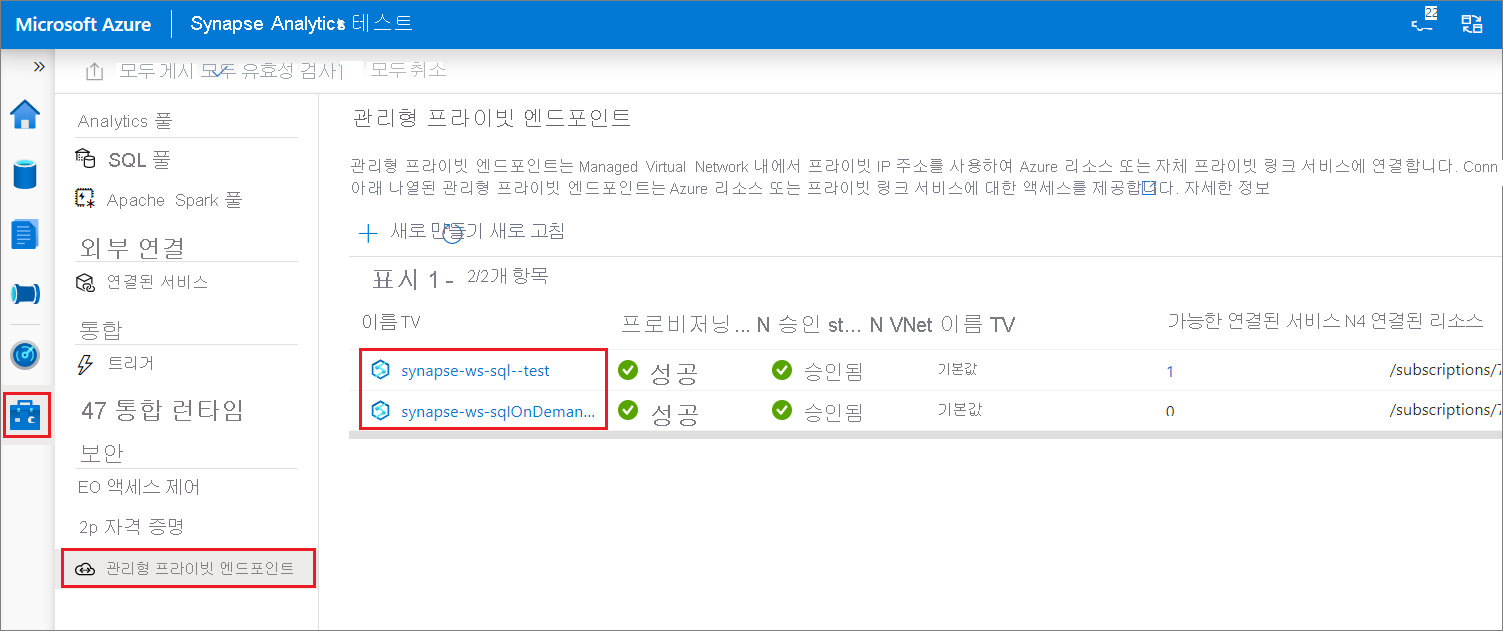 Microsoft Azure Synapse Analytics 테스트 22
모두 게시 모두 유효성 검사 모두 취소
Analytics 풀
SQL 풀
Apache Spark 풀
외부 연결
연결된 서비스
통합
트리거
47 통합 런타임
보안
EO 액세스 제어
2p 자격 증명
관리형 프라이빗 엔드포인트
관리형 프라이빗 엔드포인트
관리형 프라이빗 엔드포인트는 Managed Virtual Network 내에서 프라이빗 IP 주소를 사용하여 Azure 리소스 또는 자체 프라이빗 링크 서비스에 연결합니다. Conn
아래 나열된 관리형 프라이빗 엔드포인트는 Azure 리소스 또는 프라이빗 링크 서비스에 대한 액세스를 제공합니다. 자세한 정보
새로 만들기 새로 고침
표시 1 - 2/2개 항목
이름 TV 프로비저닝... N 승인 st... N VNet 이름 TV 가능한 연결된 서비스 N4 연결된 리소스
synapse-ws-sql--test 성공 승인됨 기본값 1 /subscriptions/7
synapse-ws-sqlOnDeman... 성공 승인됨 기본값 0 /subscriptions/7